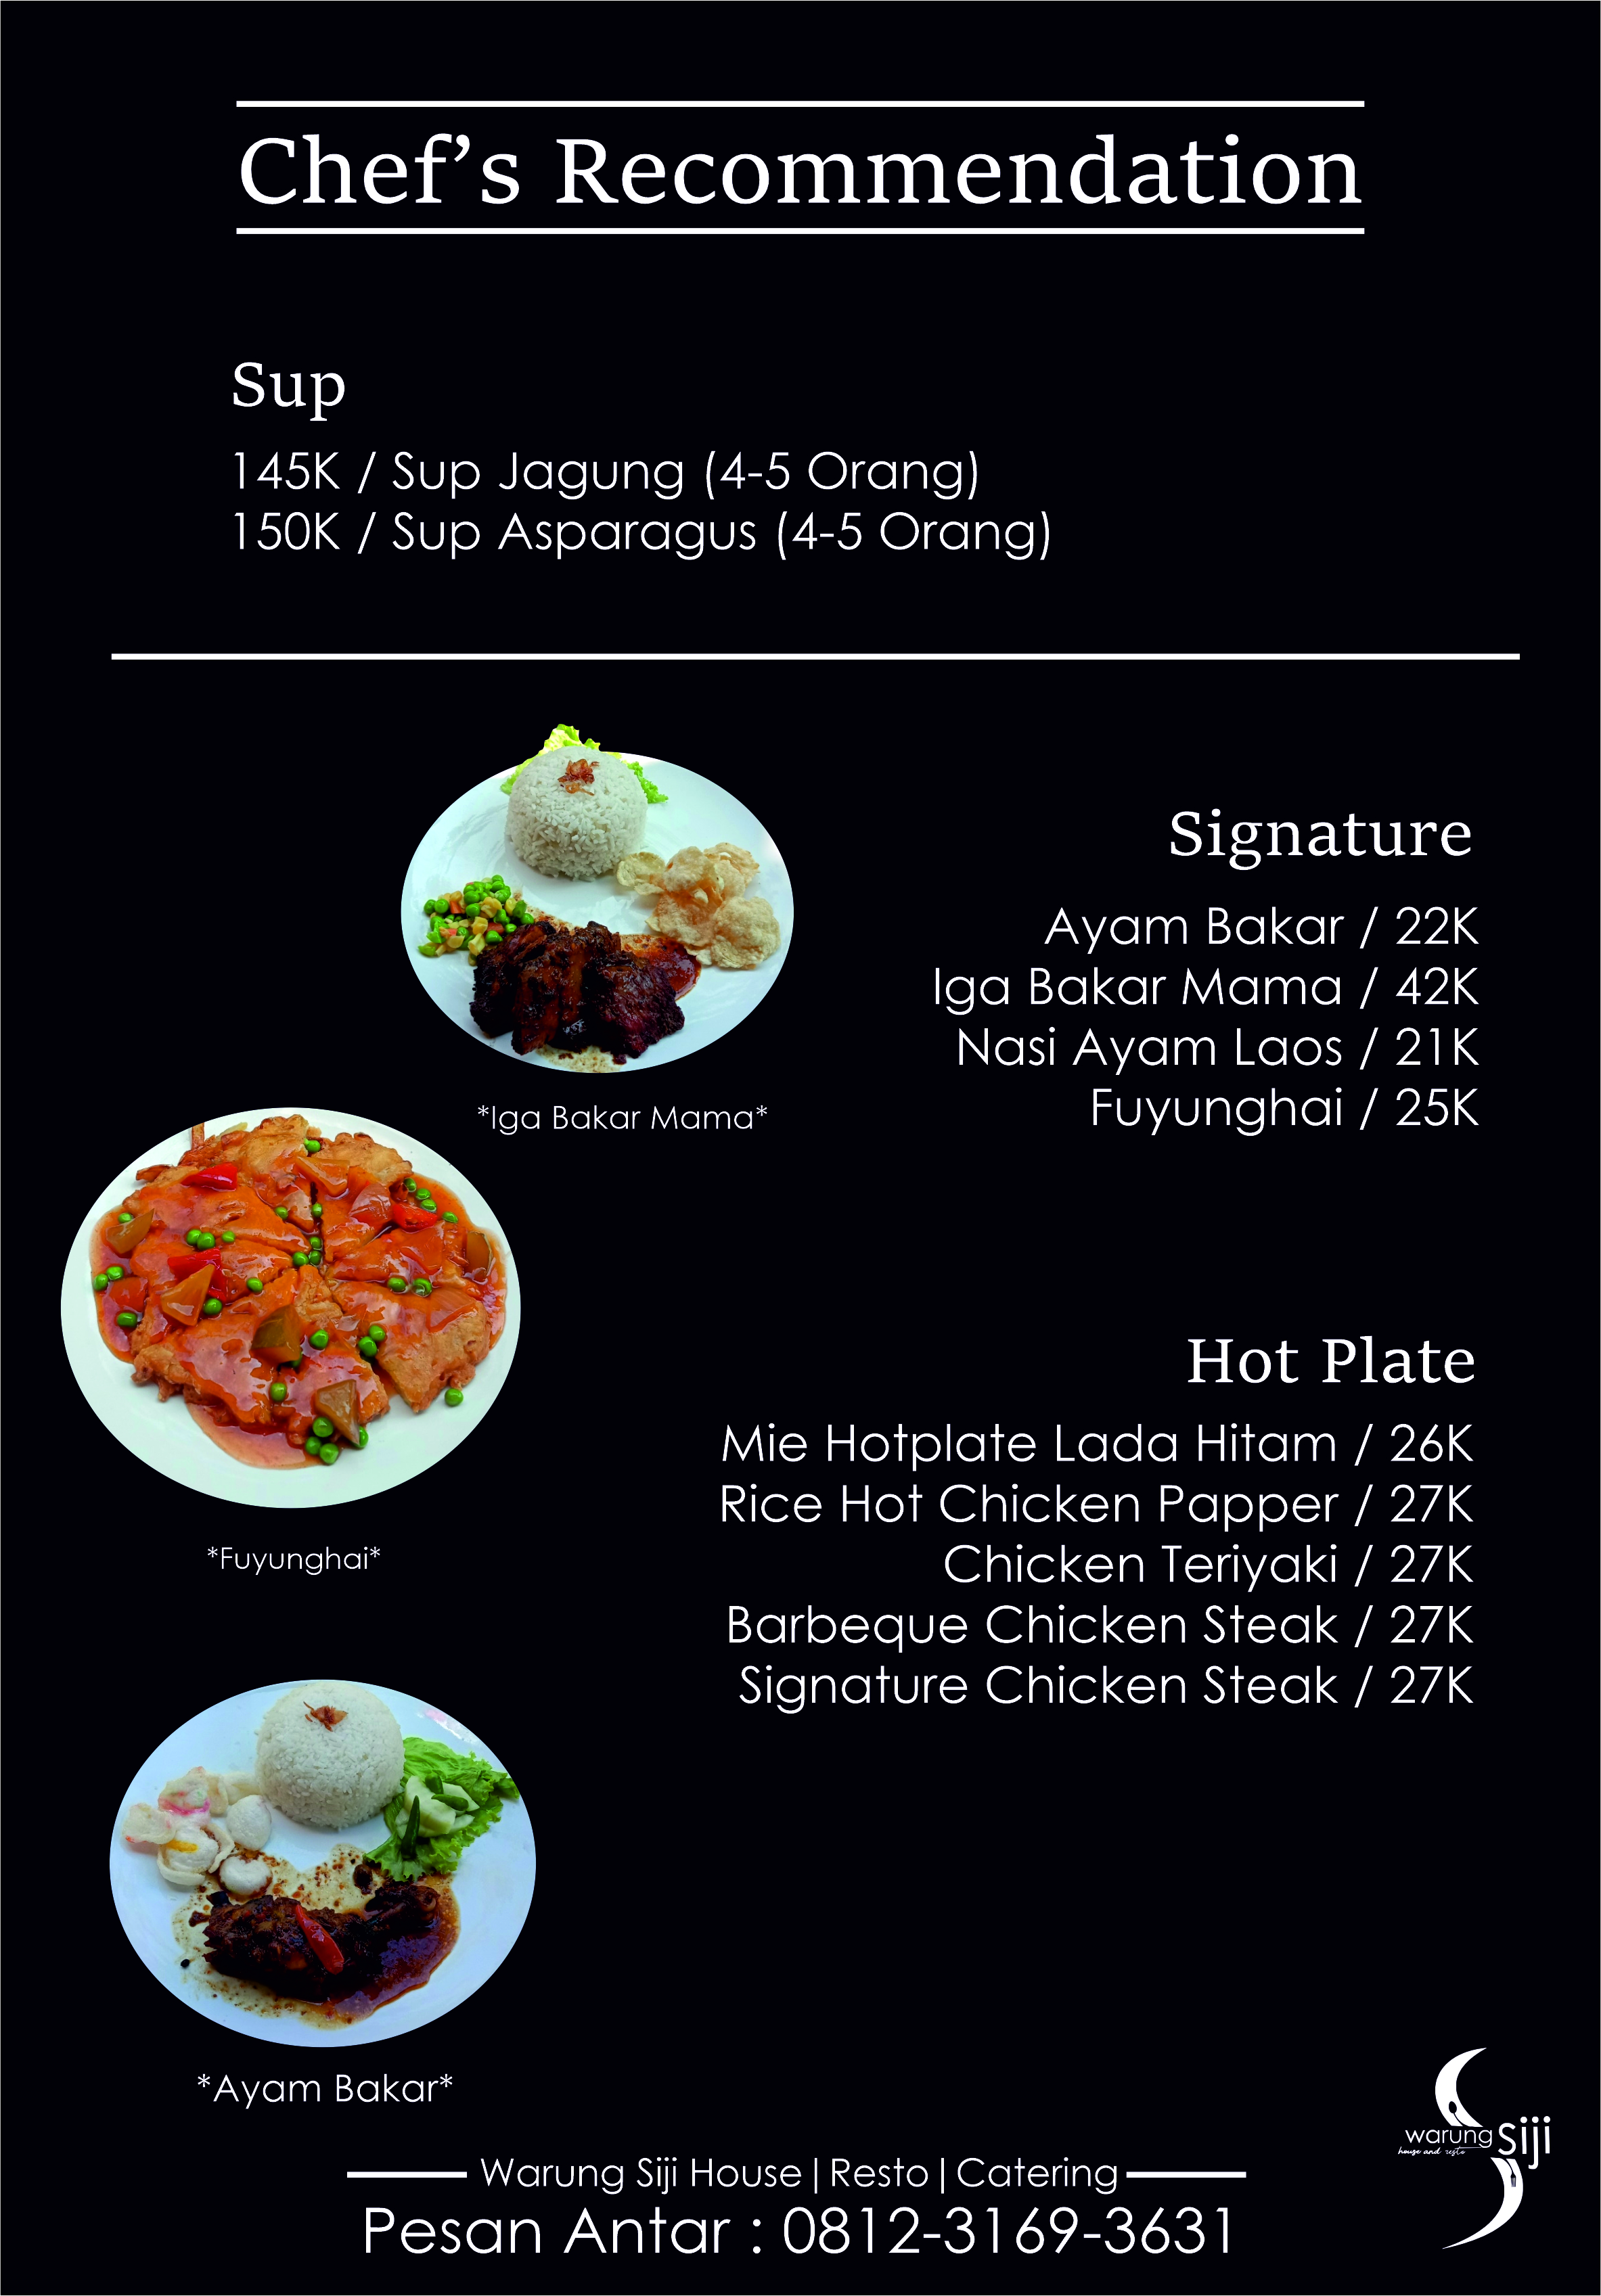 Chef’s Recommendation
Sup
145K / Sup Jagung (4-5 Orang)
150K / Sup Asparagus (4-5 Orang)
Signature
Ayam Bakar / 22K
Iga Bakar Mama / 42K
Nasi Ayam Laos / 21K
Fuyunghai / 25K
*Iga Bakar Mama*
Hot Plate
Mie Hotplate Lada Hitam / 26K
Rice Hot Chicken Papper / 27K
Chicken Teriyaki / 27K
Barbeque Chicken Steak / 27K
Signature Chicken Steak / 27K
*Fuyunghai*
*Ayam Bakar*
warung Siji
house and resto
Warung Siji House|Resto|Catering
Pesan Antar : 0812-3169-3631